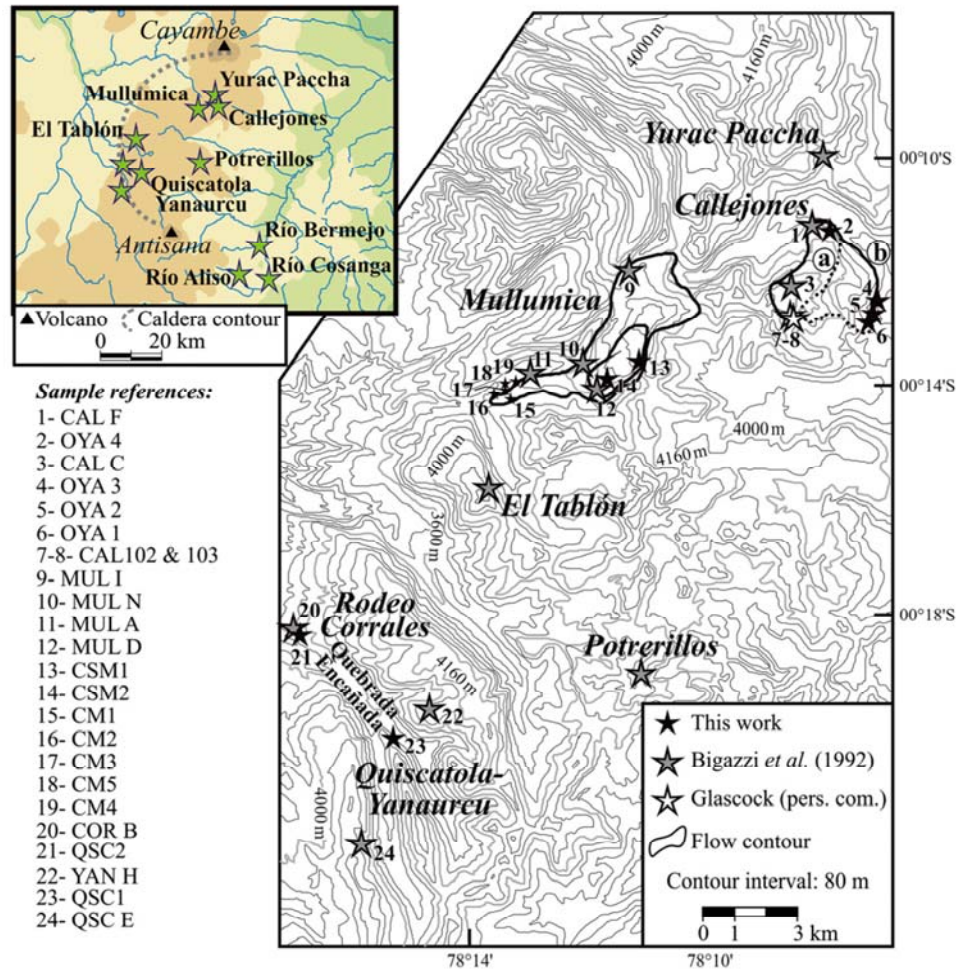 Cayambe
Yurac Paccha
Mullumica
Callejones
El Tablón
Potrerillos
Quiscatola
Yanaurcu
Antisana
Río Bermejo
Río Aliso
Río Cosanga
Volcano
Caldera contour
0 20 km
Sample references:
1- CAL F
2- OYA 4
3- CAL C
4- OYA 3
5- OYA 2
6- OYA 1
7-8- CAL102 & 103
9- MUL I
10- MUL N
11- MUL A
12- MUL D
13- CSM1
14- CSM2
15- CM1
16- CM2
17- CM3
18- CM5
19- CM4
20- COR B
21- QSC2
22- YAN H
23- QSC1
24- QSC E
4000 m
4160 m
Yurac Paccha
00°10'S
Callejones
1
2
a
b
3
4
5
6
7-8
Mullumica
9
10
11
19
18
17
16
15
14
13
12
00°14'S
4000 m
4160 m
4000 m
El Tablón
3600 m
00°18'S
20
Rodeo
Corrales
21
Quebrada
Encañada
4160 m
Potrerillos
22
23
Quiscatola-
Yanaurcu
4000 m
24
This work
Bigazzi et al. (1992)
Glascock (pers. com.)
Flow contour
Contour interval: 80 m
0 1 3 km
78°14'
78°10'